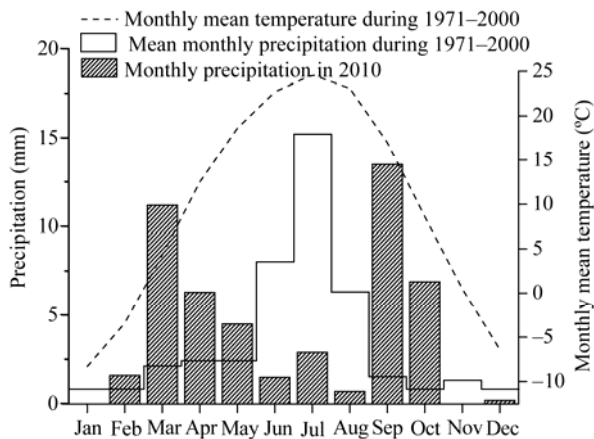 Monthly mean temperature during 1971–2000
Mean monthly precipitation during 1971–2000
Monthly precipitation in 2010
Precipitation (mm)
20
15
10
5
0
25
20
15
10
5
0
−5
−10
Monthly mean temperature (ºC)
Jan Feb Mar Apr May Jun Jul Aug Sep Oct Nov Dec